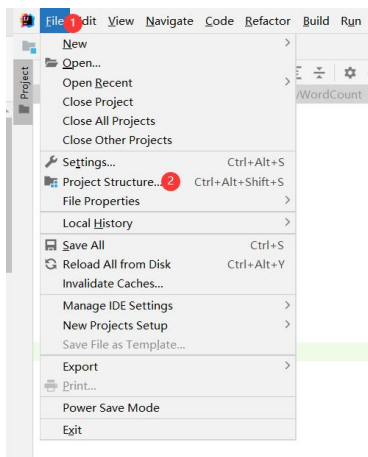 File 1 Edit View Navigate Code Refactor Build Run
New
Open...
Project
Open Recent
/WordCount
Close Project
Close All Projects
Close Other Projects
Settings... Ctrl+Alt+S
Project Structure... 2 Ctrl+Alt+Shift+S
File Properties
Local History
Save All Ctrl+S
Reload All from Disk Ctrl+Alt+Y
Invalidate Caches...
Manage IDE Settings
New Projects Setup
Save File as Template...
Export
Print...
Power Save Mode
Exit